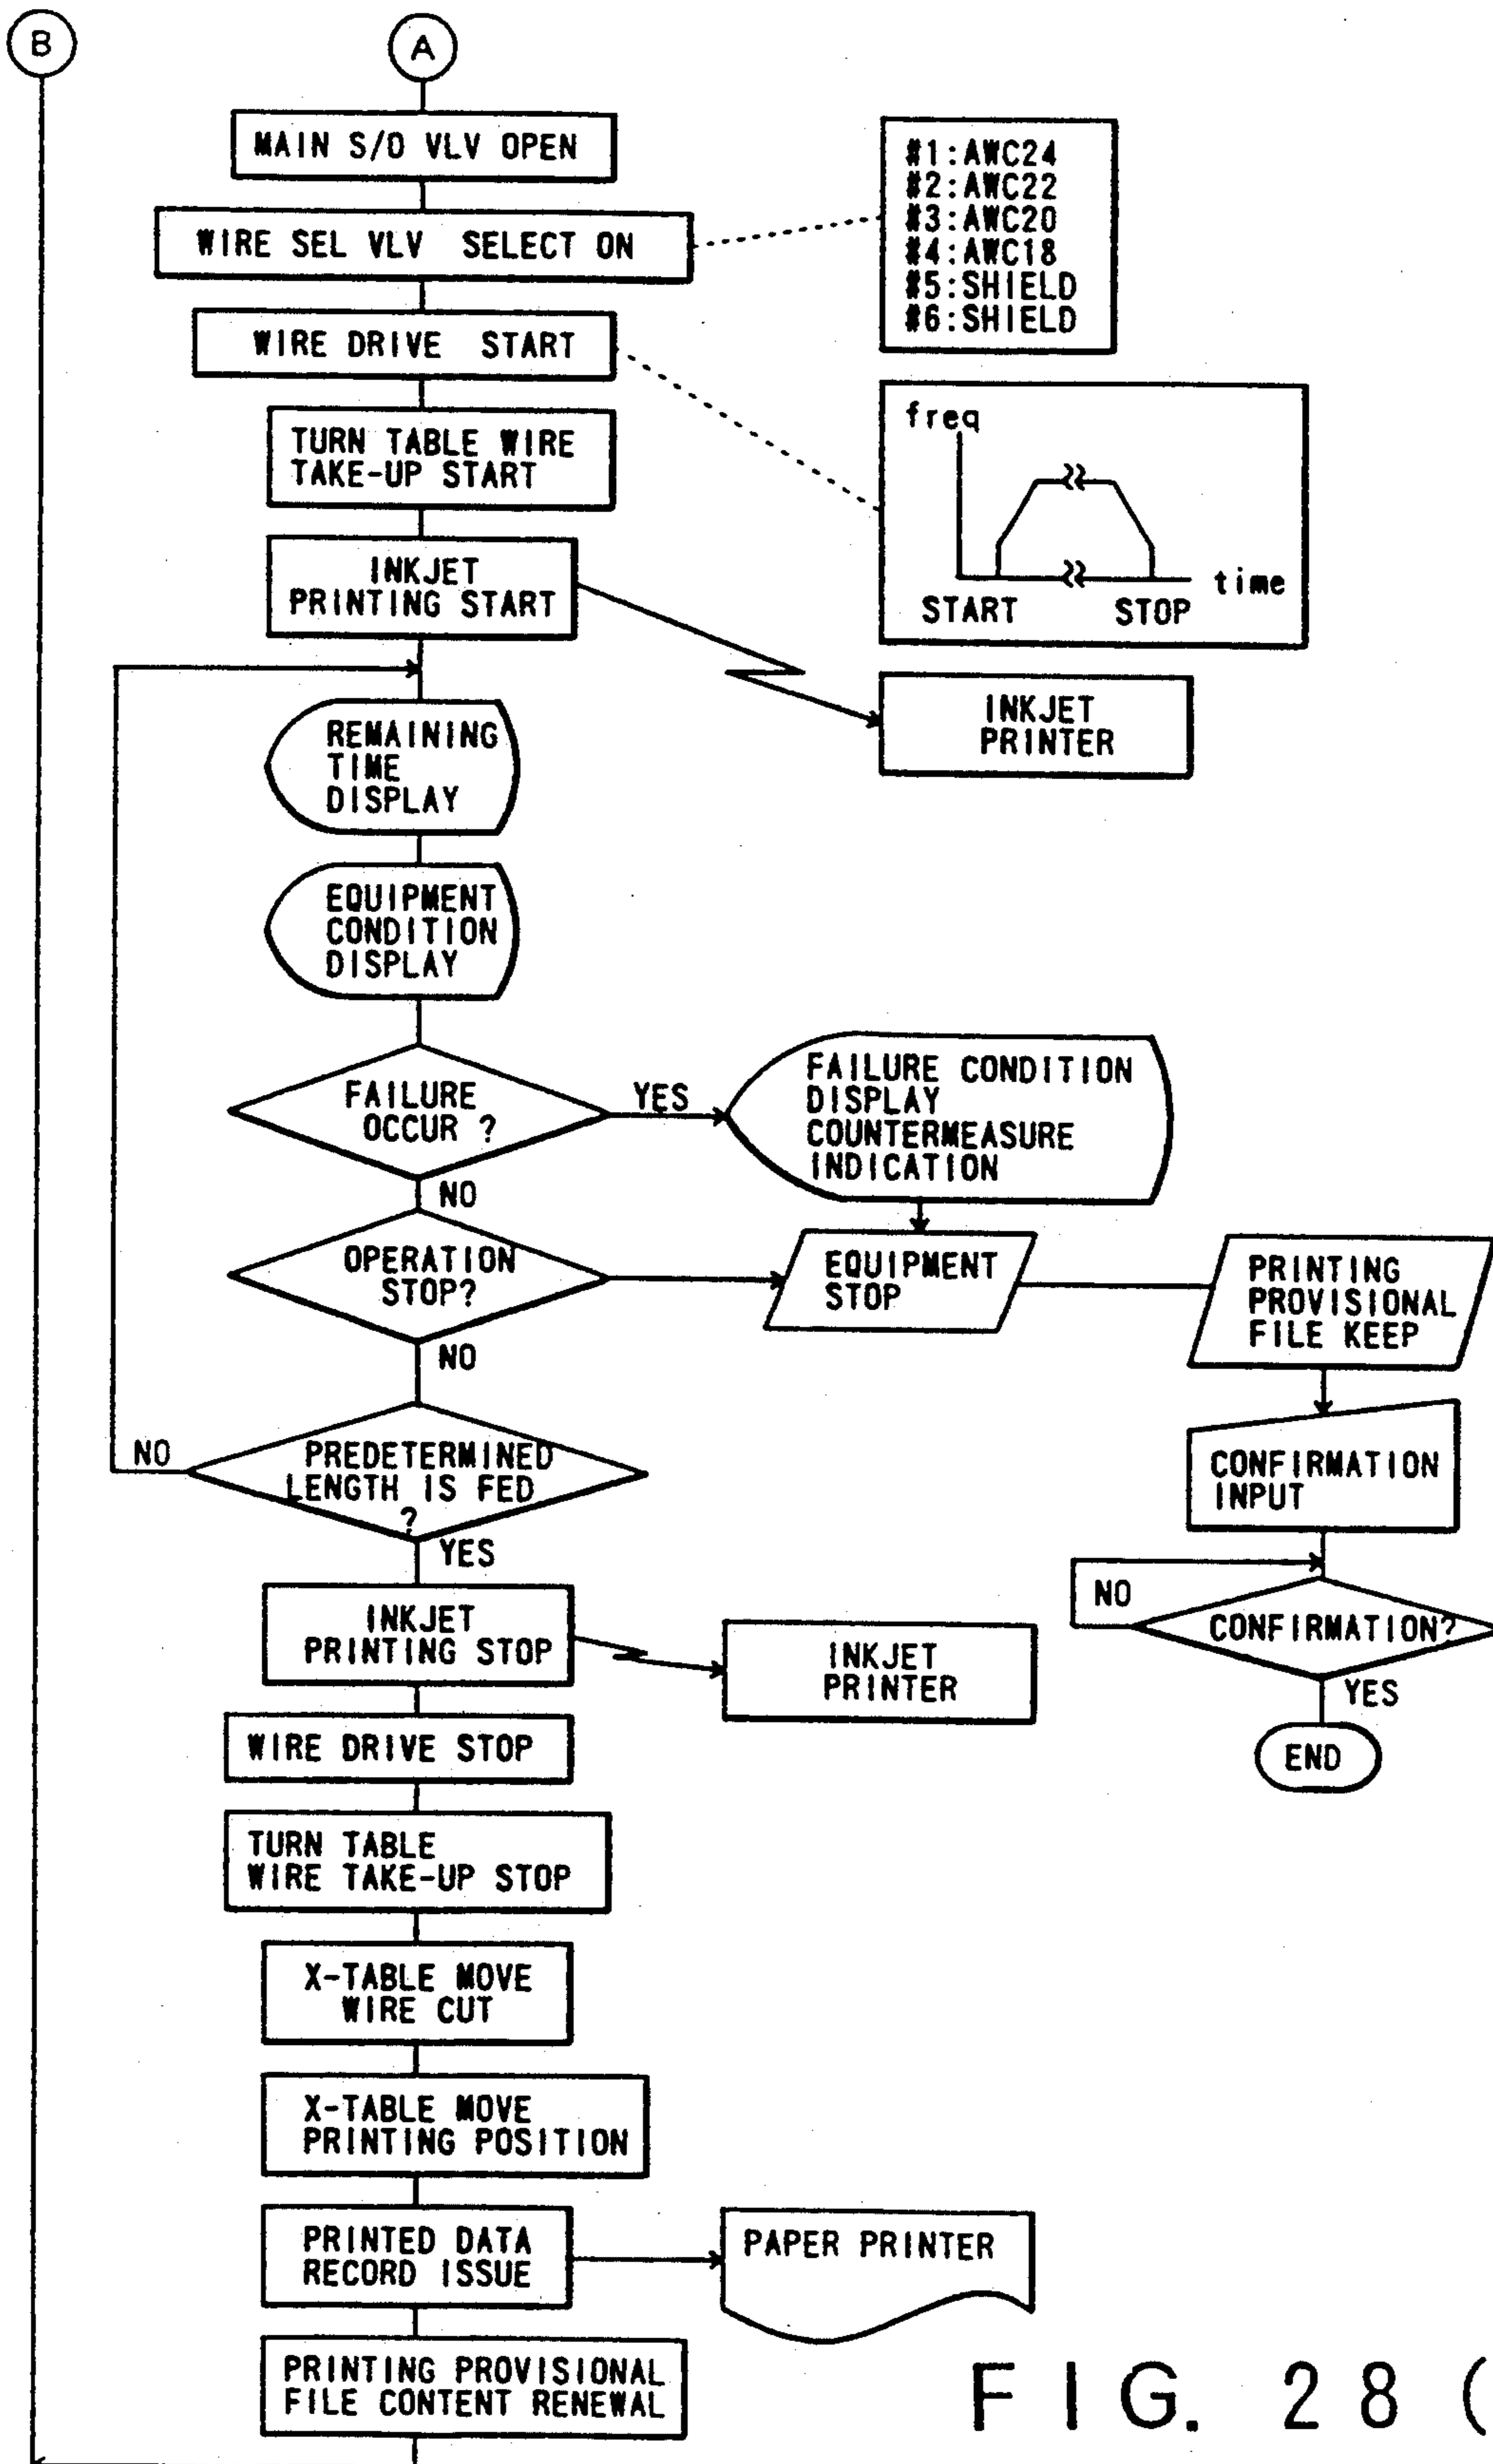 B
A
MAIN S/D VLV OPEN
WIRE SEL VLV SELECT ON
#1:AWC24
#2:AWC22
#3:AWC20
#4:AWC18
#5:SHIELD
#6:SHIELD
WIRE DRIVE START
TURN TABLE WIRE
TAKE-UP START
freq
time
START STOP
INKJET
PRINTING START
INKJET
PRINTER
REMAINING
TIME
DISPLAY
EQUIPMENT
CONDITION
DISPLAY
FAILURE
OCCUR ?
YES
FAILURE CONDITION
DISPLAY
COUNTERMEASURE
INDICATION
NO
OPERATION
STOP?
EQUIPMENT
STOP
PRINTING
PROVISIONAL
FILE KEEP
NO
NO
PREDETERMINED
LENGTH IS FED
?
YES
CONFIRMATION
INPUT
NO
CONFIRMATION?
YES
END
INKJET
PRINTING STOP
INKJET
PRINTER
WIRE DRIVE STOP
TURN TABLE
WIRE TAKE-UP STOP
X-TABLE MOVE
WIRE CUT
X-TABLE MOVE
PRINTING POSITION
PRINTED DATA
RECORD ISSUE
PAPER PRINTER
PRINTING PROVISIONAL
FILE CONTENT RENEWAL
FIG. 28 (